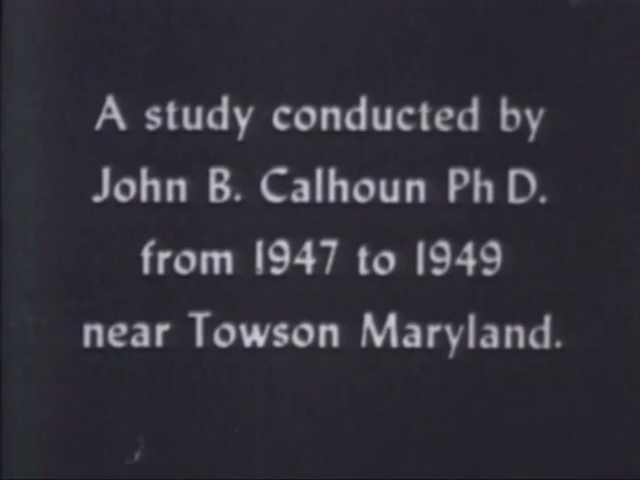 A study conducted by
John B. Calhoun Ph D.
from 1947 to 1949
near Towson Maryland.